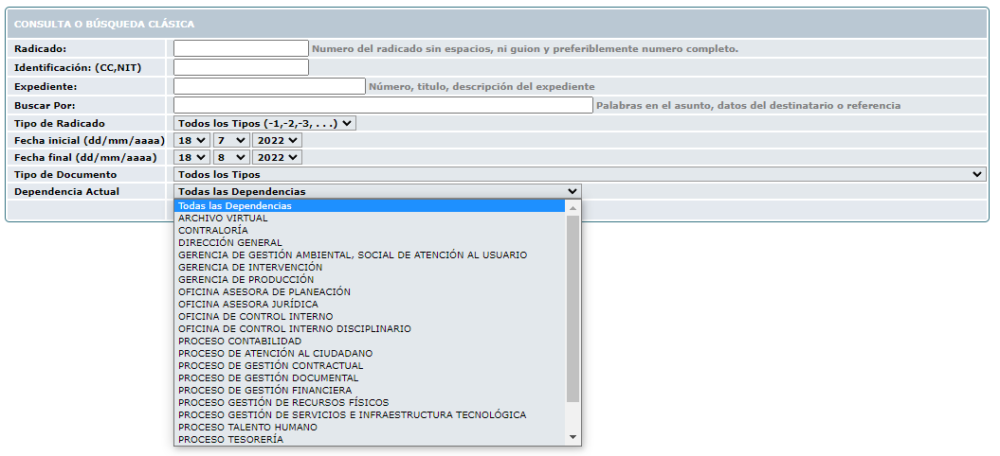 CONSULTA O BÚSQUEDA CLÁSICA
Radicado: Numero del radicado sin espacios, ni guion y preferiblemente numero completo.
Identificación: (CC,NIT)
Expediente: Número, titulo, descripción del expediente
Buscar Por: Palabras en el asunto, datos del destinatario o referencia
Tipo de Radicado Todos los Tipos (-1,-2,-3, . . .)
Fecha inicial (dd/mm/aaaa) 18 7 2022
Fecha final (dd/mm/aaaa) 18 8 2022
Tipo de Documento Todos los Tipos
Dependencia Actual Todas las Dependencias
Todas las Dependencias
ARCHIVO VIRTUAL
CONTRALORÍA
DIRECCIÓN GENERAL
GERENCIA DE GESTIÓN AMBIENTAL, SOCIAL DE ATENCIÓN AL USUARIO
GERENCIA DE INTERVENCIÓN
GERENCIA DE PRODUCCIÓN
OFICINA ASESORA DE PLANEACIÓN
OFICINA ASESORA JURÍDICA
OFICINA DE CONTROL INTERNO
OFICINA DE CONTROL INTERNO DISCIPLINARIO
PROCESO CONTABILIDAD
PROCESO DE ATENCIÓN AL CIUDADANO
PROCESO DE GESTIÓN CONTRACTUAL
PROCESO DE GESTIÓN DOCUMENTAL
PROCESO DE GESTIÓN FINANCIERA
PROCESO GESTIÓN DE RECURSOS FÍSICOS
PROCESO GESTIÓN DE SERVICIOS E INFRAESTRUCTURA TECNOLÓGICA
PROCESO TALENTO HUMANO
PROCESO TESORERÍA